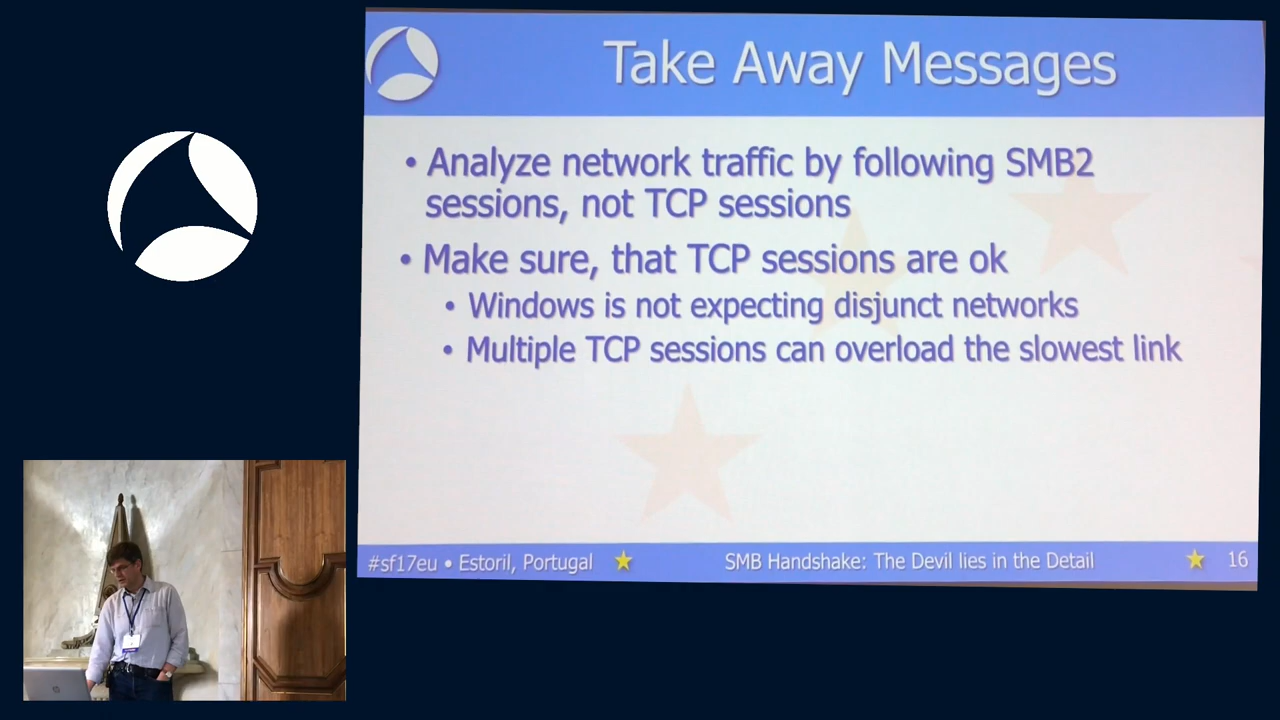 Take Away Messages
• Analyze network traffic by following SMB2
sessions, not TCP sessions
• Make sure, that TCP sessions are ok
• Windows is not expecting disjunct networks
• Multiple TCP sessions can overload the slowest link
#sf17eu • Estoril, Portugal
SMB Handshake: The Devil lies in the Detail
16